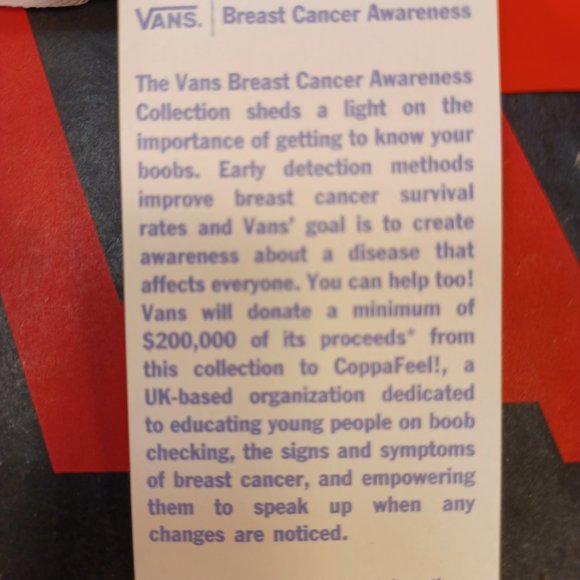 VANS. | Breast Cancer Awareness
The Vans Breast Cancer Awareness
Collection sheds a light on the
importance of getting to know your
boobs. Early detection methods
improve breast cancer survival
rates and Vans' goal is to create
awareness about a disease that
affects everyone. You can help too!
Vans will donate a minimum of
$200,000 of its proceeds* from
this collection to CoppaFeel!, a
UK-based organization dedicated
to educating young people on boob
checking, the signs and symptoms
of breast cancer, and empowering
them to speak up when any
changes are noticed.